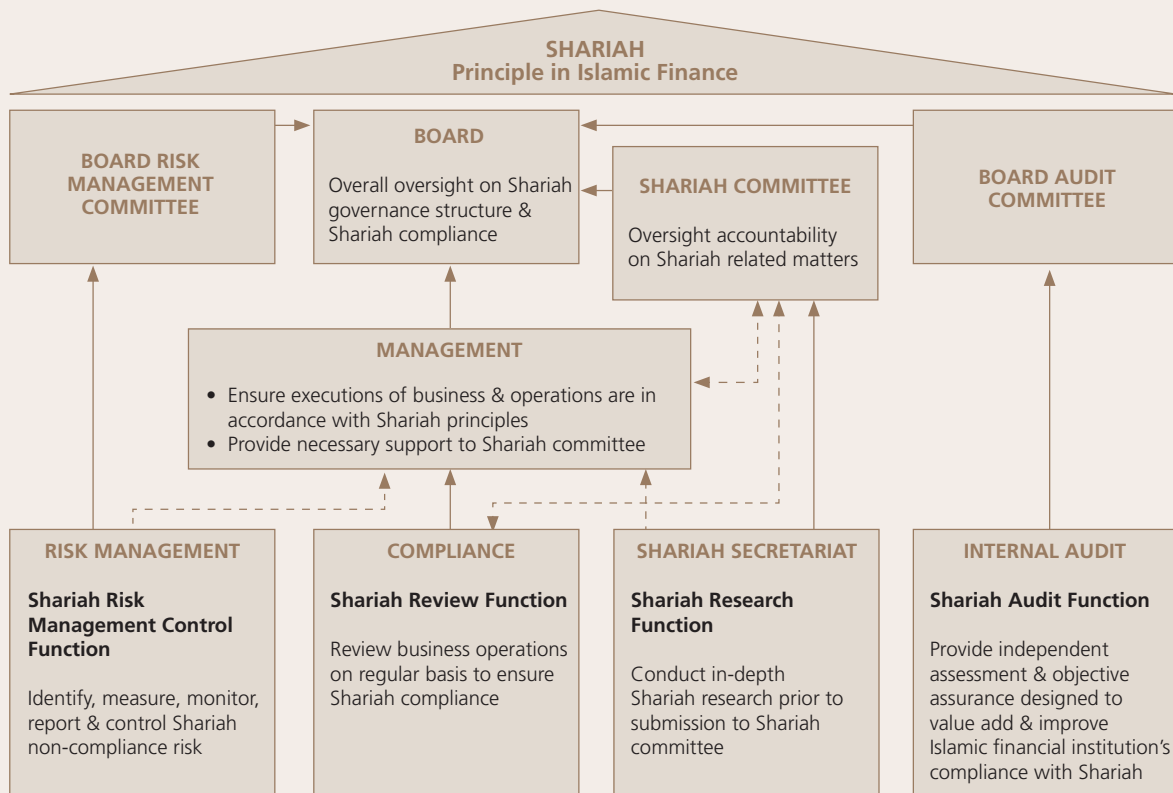 SHARIAH
Principle in Islamic Finance
BOARD RISK
MANAGEMENT
COMMITTEE
BOARD
Overall oversight on Shariah
governance structure &
Shariah compliance
SHARIAH COMMITTEE
Oversight accountability
on Shariah related matters
BOARD AUDIT
COMMITTEE
MANAGEMENT
• Ensure executions of business & operations are in
accordance with Shariah principles
• Provide necessary support to Shariah committee
RISK MANAGEMENT
Shariah Risk
Management Control
Function
Identify, measure, monitor,
report & control Shariah
non-compliance risk
COMPLIANCE
Shariah Review Function
Review business operations
on regular basis to ensure
Shariah compliance
SHARIAH SECRETARIAT
Shariah Research
Function
Conduct in-depth
Shariah research prior to
submission to Shariah
committee
INTERNAL AUDIT
Shariah Audit Function
Provide independent
assessment & objective
assurance designed to
value add & improve
Islamic financial institution’s
compliance with Shariah